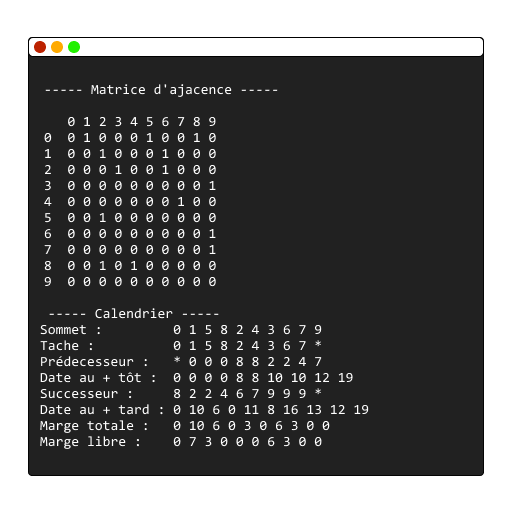 ----- Matrice d'ajacence -----
0 1 2 3 4 5 6 7 8 9
0 0 1 0 0 0 1 0 0 1 0
1 0 0 1 0 0 0 1 0 0 0
2 0 0 0 1 0 0 1 0 0 0
3 0 0 0 0 0 0 0 0 0 1
4 0 0 0 0 0 0 0 1 0 0
5 0 0 1 0 0 0 0 0 0 0
6 0 0 0 0 0 0 0 0 0 1
7 0 0 0 0 0 0 0 0 0 1
8 0 0 1 0 1 0 0 0 0 0
9 0 0 0 0 0 0 0 0 0 0
----- Calendrier -----
Sommet : 0 1 5 8 2 4 3 6 7 9
Tache : 0 1 5 8 2 4 3 6 7 *
Prédecesseur : * 0 0 0 8 8 2 2 4 7
Date au + tôt : 0 0 0 0 8 8 10 10 12 19
Successeur : 8 2 2 4 6 7 9 9 9 *
Date au + tard : 0 10 6 0 11 8 16 13 12 19
Marge totale : 0 10 6 0 3 0 6 3 0 0
Marge libre : 0 7 3 0 0 0 6 3 0 0